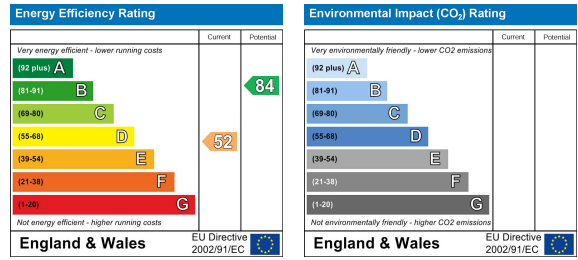 Energy Efficiency Rating
Current
Potential
Very energy efficient - lower running costs
(92 plus) A
(81-91) B
84
(69-80) C
(55-68) D
52
(39-54) E
(21-38) F
(1-20) G
Not energy efficient - higher running costs
England & Wales
EU Directive
2002/91/EC
Environmental Impact (CO₂) Rating
Current
Potential
Very environmentally friendly - lower CO2 emissions
(92 plus) A
(81-91) B
(69-80) C
(55-68) D
(39-54) E
(21-38) F
(1-20) G
Not environmentally friendly - higher CO2 emissions
England & Wales
EU Directive
2002/91/EC